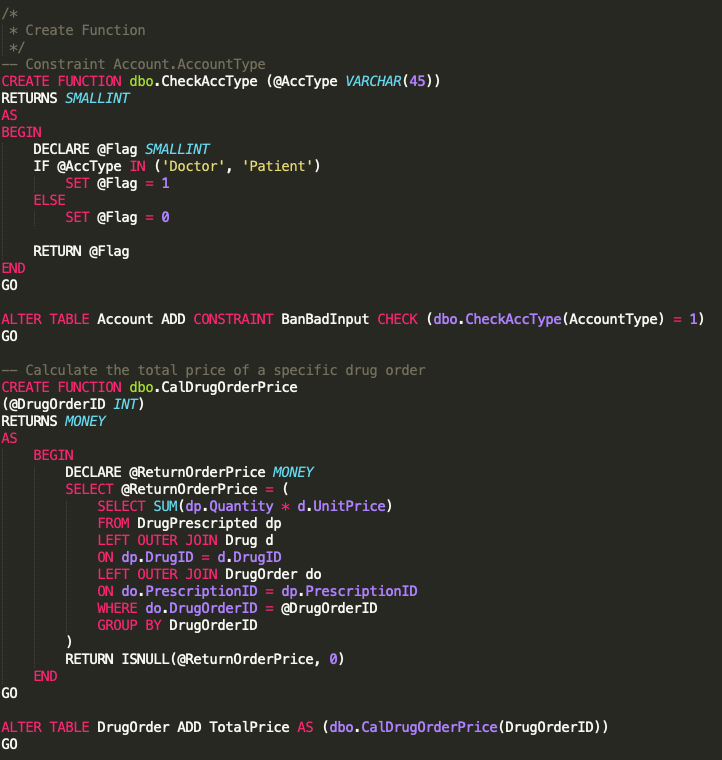 /*
 * Create Function
 */
-- Constraint Account.AccountType
CREATE FUNCTION dbo.CheckAccType (@AccType VARCHAR(45))
RETURNS SMALLINT
AS
BEGIN
    DECLARE @Flag SMALLINT
    IF @AccType IN ('Doctor', 'Patient')
        SET @Flag = 1
    ELSE
        SET @Flag = 0

    RETURN @Flag
END
GO

ALTER TABLE Account ADD CONSTRAINT BanBadInput CHECK (dbo.CheckAccType(AccountType) = 1)
GO

-- Calculate the total price of a specific drug order
CREATE FUNCTION dbo.CalDrugOrderPrice
(@DrugOrderID INT)
RETURNS MONEY
AS
    BEGIN
        DECLARE @ReturnOrderPrice MONEY
        SELECT @ReturnOrderPrice = (
            SELECT SUM(dp.Quantity * d.UnitPrice)
            FROM DrugPrescripted dp
            LEFT OUTER JOIN Drug d
            ON dp.DrugID = d.DrugID
            LEFT OUTER JOIN DrugOrder do
            ON do.PrescriptionID = dp.PrescriptionID
            WHERE do.DrugOrderID = @DrugOrderID
            GROUP BY DrugOrderID
        )
        RETURN ISNULL(@ReturnOrderPrice, 0)
    END
GO

ALTER TABLE DrugOrder ADD TotalPrice AS (dbo.CalDrugOrderPrice(DrugOrderID))
GO